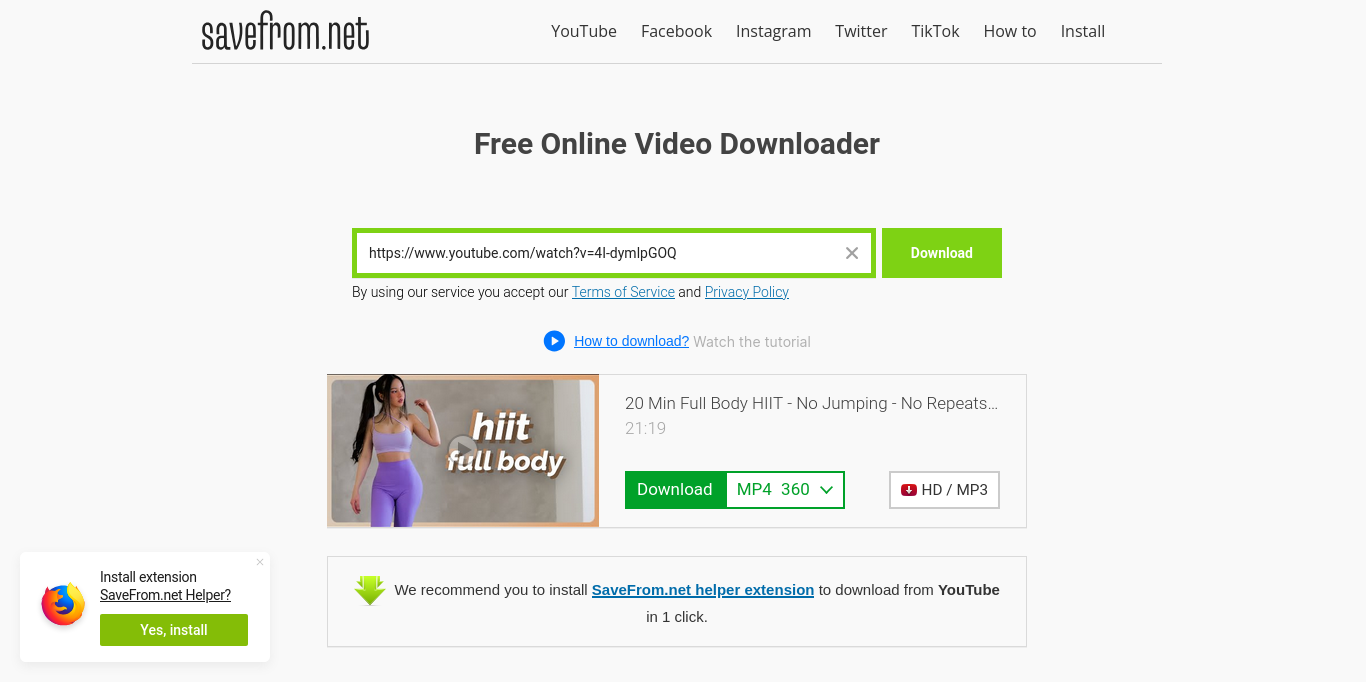 savefrom.net
YouTube Facebook Instagram Twitter TikTok How to Install
Free Online Video Downloader
https://www.youtube.com/watch?v=4I-dymlpGOQ
Download
By using our service you accept our Terms of Service and Privacy Policy
How to download? Watch the tutorial
hiit
full body
20 Min Full Body HIIT - No Jumping - No Repeats...
21:19
Download MP4 360
HD / MP3
We recommend you to install SaveFrom.net helper extension to download from YouTube
in 1 click.
Install extension
SaveFrom.net Helper?
Yes, install